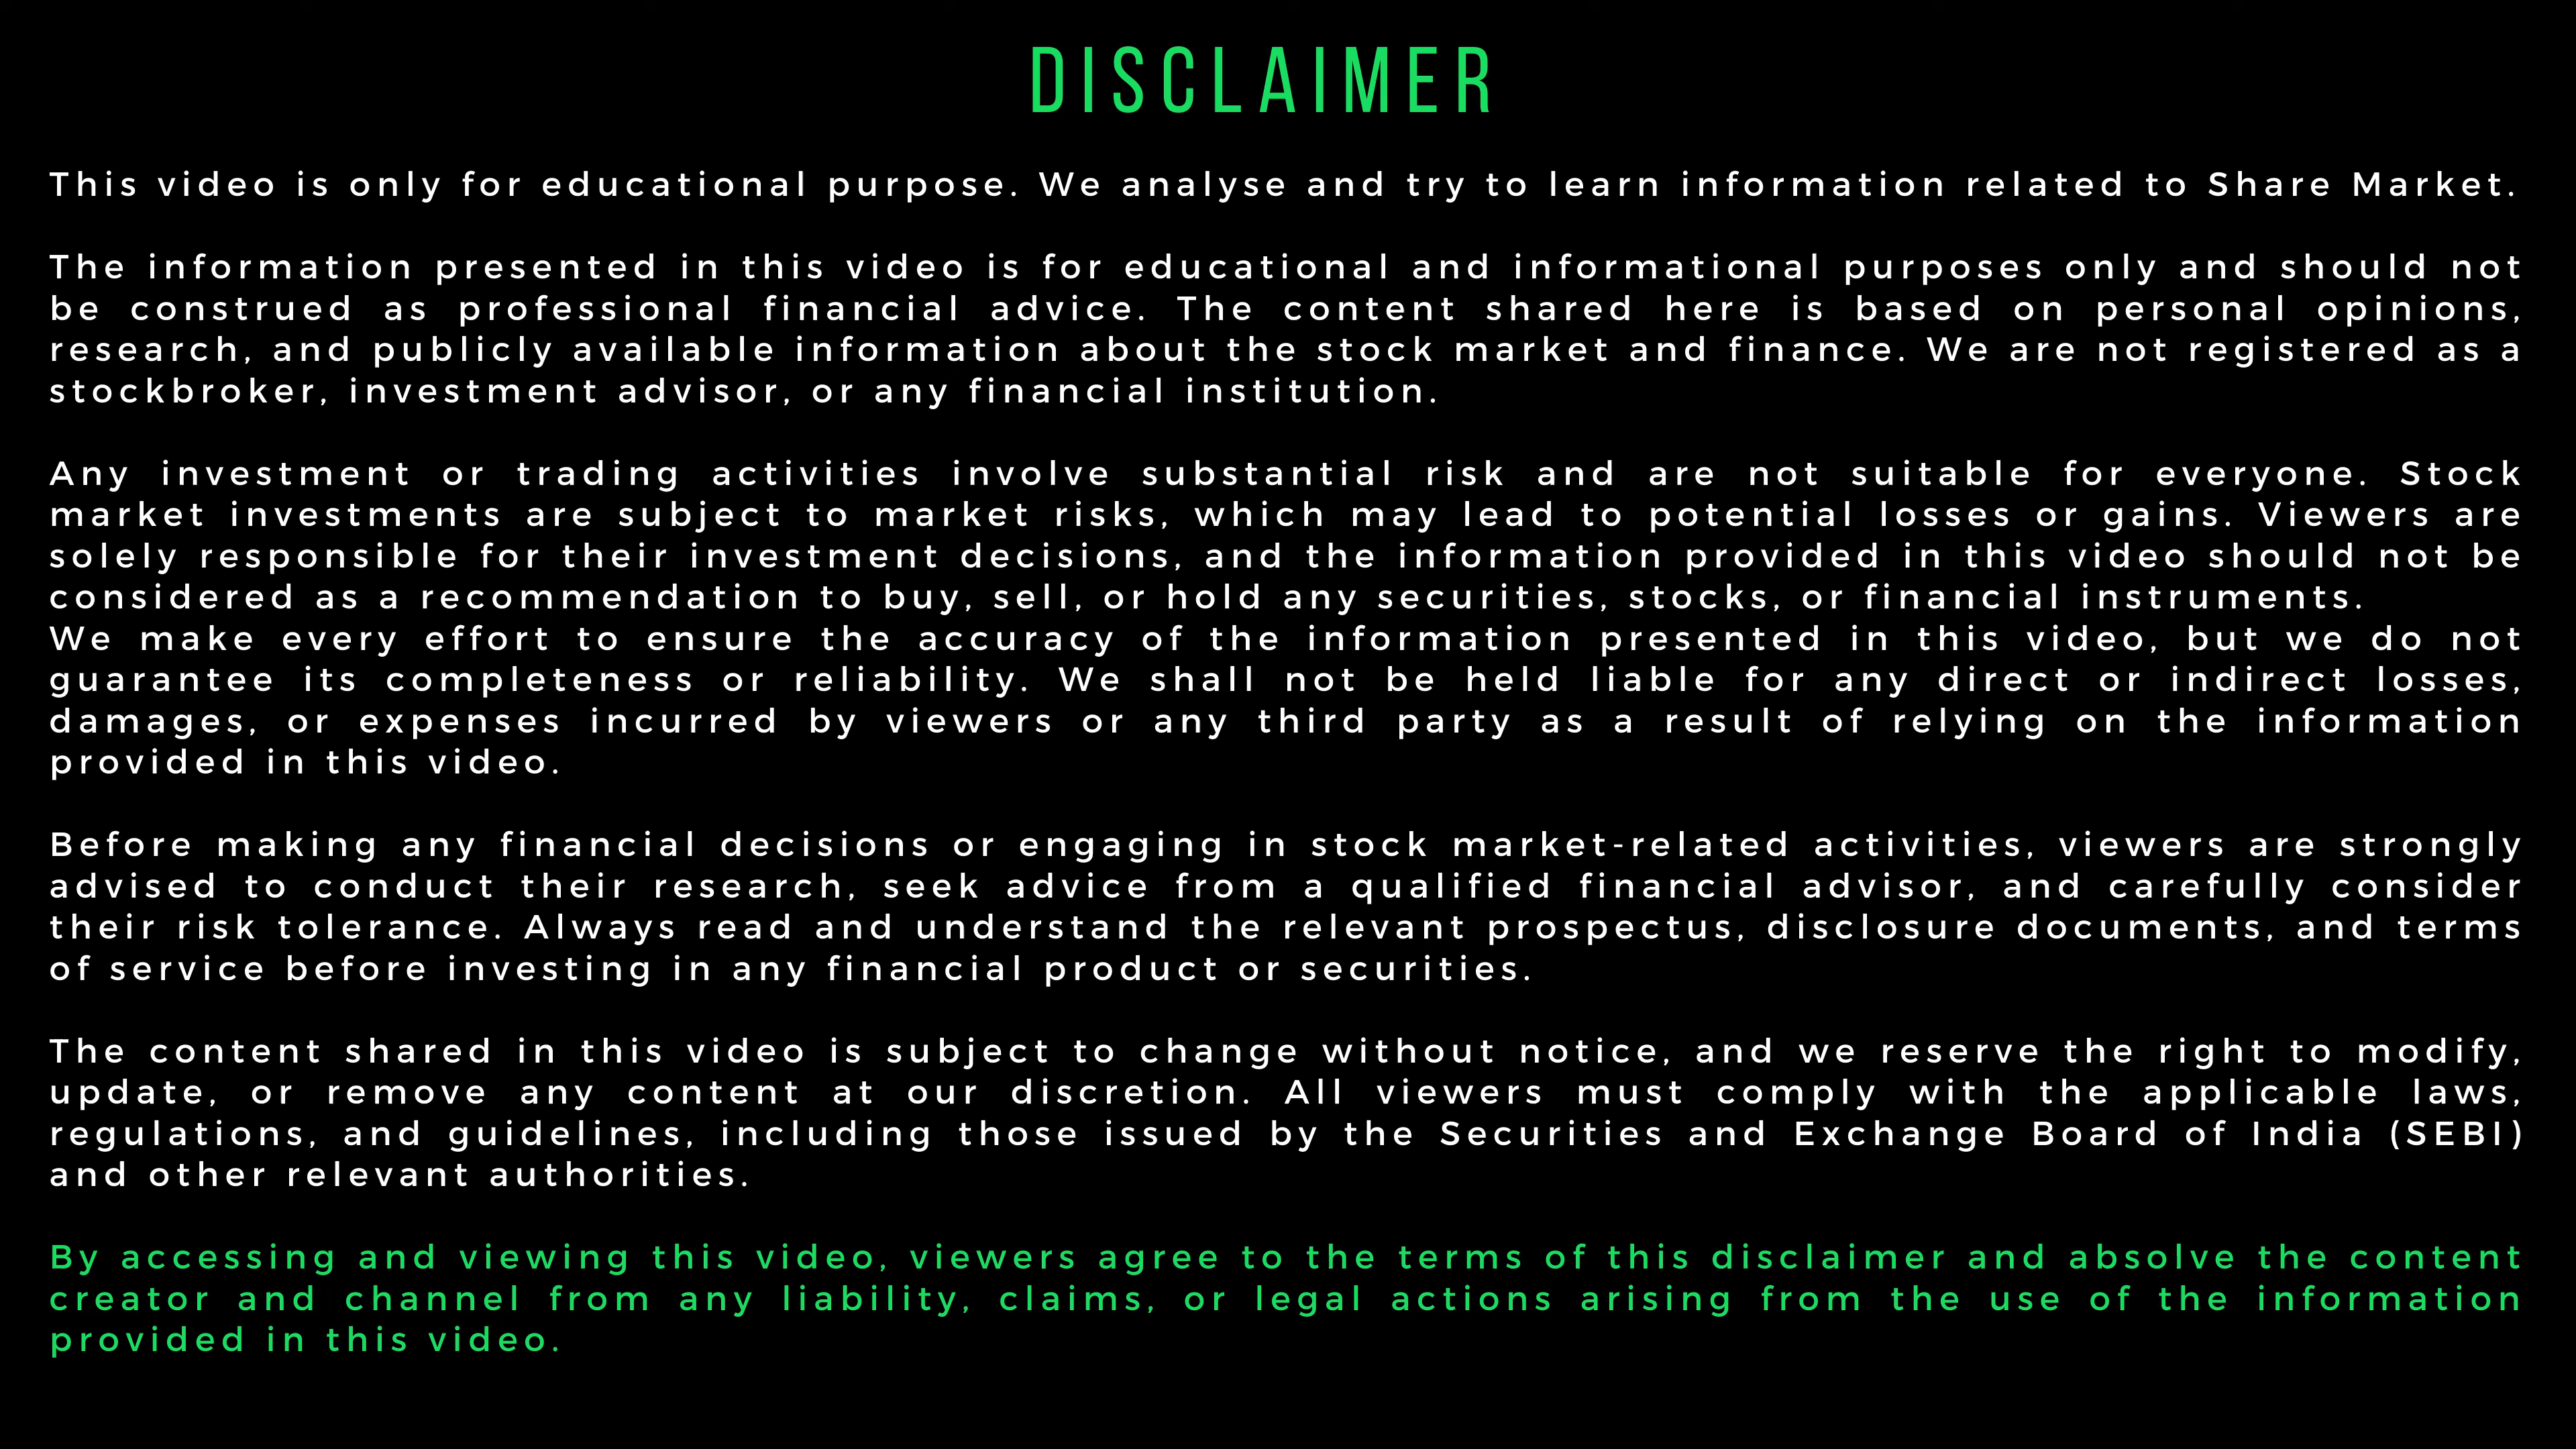 DISCLAIMER
This video is only for educational purpose. We analyse and try to learn information related to Share Market.
The information presented in this video is for educational and informational purposes only and should not
be construed as professional financial advice. The content shared here is based on personal opinions,
research, and publicly available information about the stock market and finance. We are not registered as a
stockbroker, investment advisor, or any financial institution.
Any investment or trading activities involve substantial risk and are not suitable for everyone. Stock
market investments are subject to market risks, which may lead to potential losses or gains. Viewers are
solely responsible for their investment decisions, and the information provided in this video should not be
considered as a recommendation to buy, sell, or hold any securities, stocks, or financial instruments.
We make every effort to ensure the accuracy of the information presented in this video, but we do not
guarantee its completeness or reliability. We shall not be held liable for any direct or indirect losses,
damages, or expenses incurred by viewers or any third party as a result of relying on the information
provided in this video.
Before making any financial decisions or engaging in stock market-related activities, viewers are strongly
advised to conduct their research, seek advice from a qualified financial advisor, and carefully consider
their risk tolerance. Always read and understand the relevant prospectus, disclosure documents, and terms
of service before investing in any financial product or securities.
The content shared in this video is subject to change without notice, and we reserve the right to modify,
update, or remove any content at our discretion. All viewers must comply with the applicable laws,
regulations, and guidelines, including those issued by the Securities and Exchange Board of India (SEBI)
and other relevant authorities.
By accessing and viewing this video, viewers agree to the terms of this disclaimer and absolve the content
creator and channel from any liability, claims, or legal actions arising from the use of the information
provided in this video.